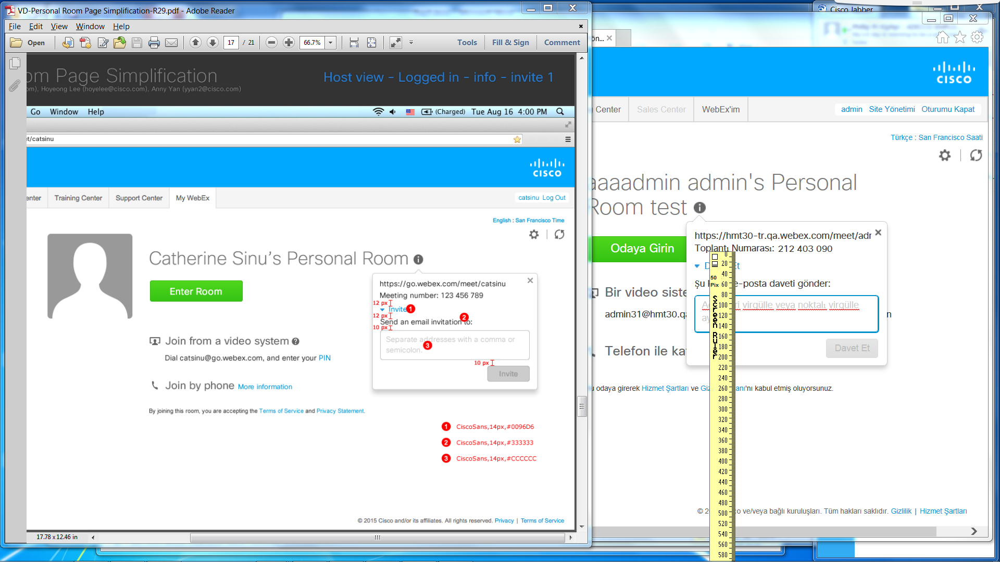 VD-Personal Room Page Simplification-R29.pdf - Adobe Reader
File Edit View Window Help
Open 17 / 21 66.7% Tools Fill & Sign Comment
om Page Simplification
Host view - Logged in - info - invite 1
om), Hoyeong Lee (hoyelee@cisco.com), Anny Yan (yyan2@cisco.com)
Go Window Help (Charged) Tue Aug 16 4:00 PM
et/catsinu
CISCO
enter Training Center Support Center My WebEx catsinu Log Out
English : San Francisco Time
Catherine Sinu's Personal Room
Enter Room
https://go.webex.com/meet/catsinu
Meeting number: 123 456 789
12 px
Invite 1
12 px 2
Send an email invitation to:
10 px
Separate addresses with a comma or
semicolon. 3
10 px
Invite
Join from a video system
Dial catsinu@go.webex.com, and enter your PIN
Join by phone More information
By joining this room, you are accepting the Terms of Service and Privacy Statement.
1 CiscoSans,14px,#0096D6
2 CiscoSans,14px,#333333
3 CiscoSans,14px,#CCCCCC
© 2015 Cisco and/or its affiliates. All rights reserved. Privacy | Terms of Service
17.78 x 12.46 in
Cisco Jabber
ön...
CISCO
g Center Sales Center WebEx'im admin Site Yönetimi Oturumu Kapat
Türkçe : San Francisco Saati
aaaadmin admin's Personal
Room test
Odaya Girin
https://hmt30-tr.qa.webex.com/meet/adr
Toplantı Numarası: 212 403 090
Şu e-posta daveti gönder:
virgülle veya noktalı virgülle
Davet Et
Bir video siste
admin31@hmt30.qa
Telefon ile ka
u odaya girerek Hizmet Şartları ve anı'nı kabul etmiş oluyorsunuz.
co ve/veya bağlı kuruluşları. Tüm hakları saklıdır. Gizlilik | Hizmet Şartları
50
Pix
Screen Ruler
0
20
40
60
80
100
120
140
160
180
200
220
240
260
280
300
320
340
360
380
400
420
440
460
480
500
520
540
560
580